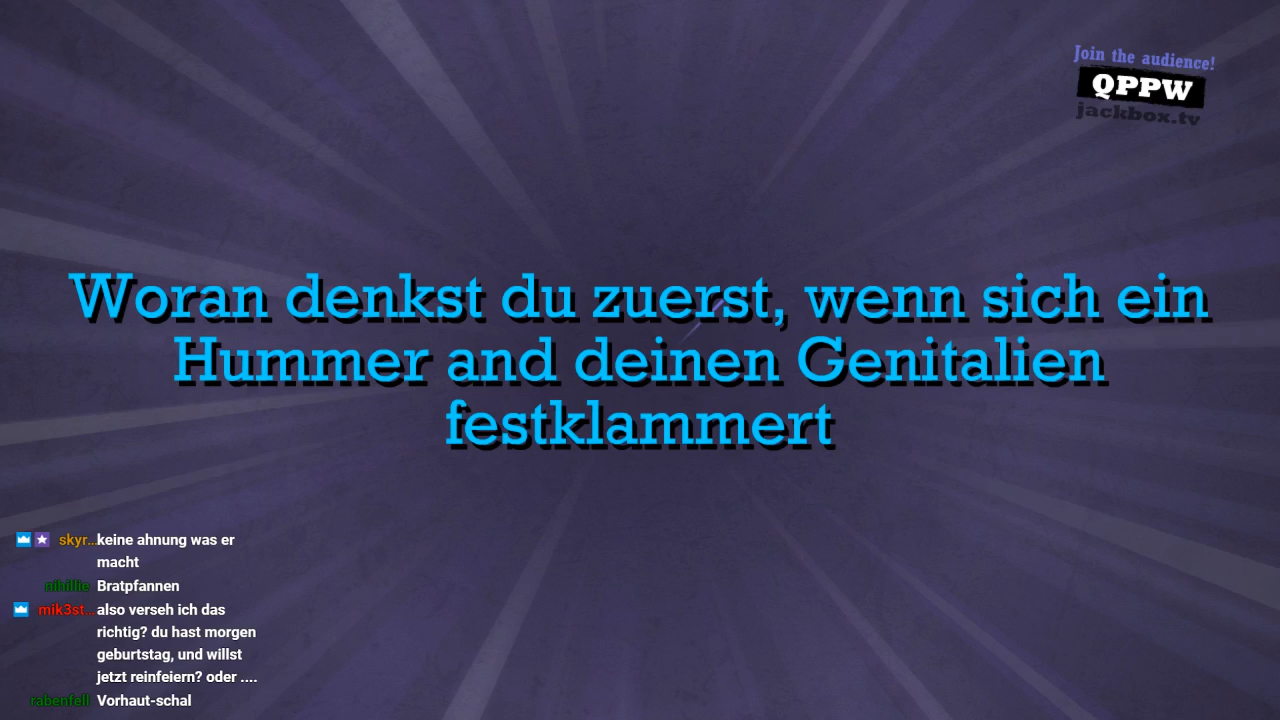 Join the audience!
QPPW
jackbox.tv
Woran denkst du zuerst, wenn sich ein
Hummer and deinen Genitalien
festklammert
skyr... keine ahnung was er
macht
nihillie Bratpfannen
mik3st... also verseh ich das
richtig? du hast morgen
geburtstag, und willst
jetzt reinfeiern? oder ....
rabenfell Vorhaut-schal